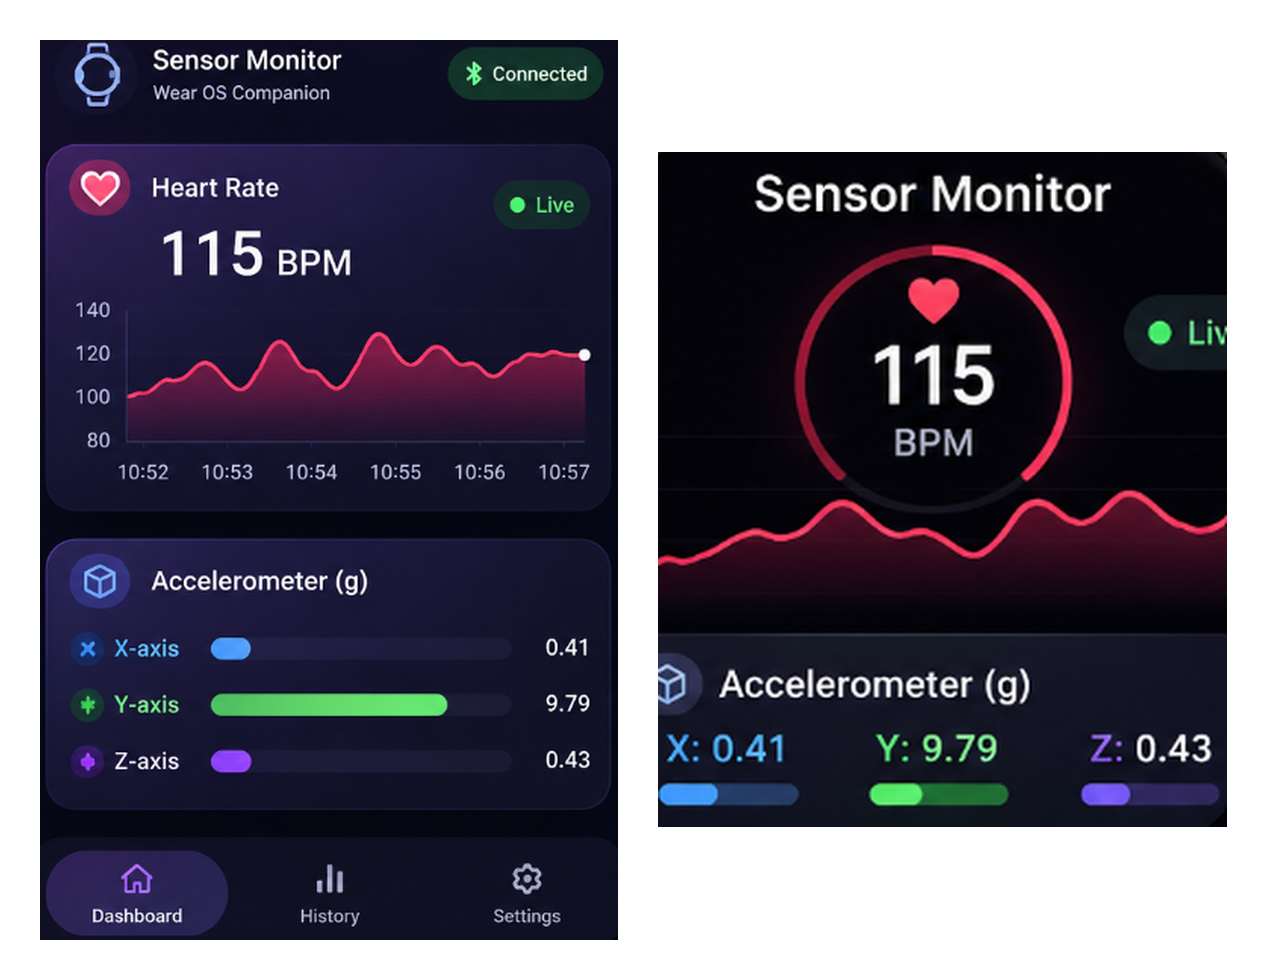 Sensor Monitor
Wear OS Companion
Connected
Heart Rate
Live
115 BPM
140
120
100
80
10:52 10:53 10:54 10:55 10:56 10:57
Accelerometer (g)
X-axis 0.41
Y-axis 9.79
Z-axis 0.43
Dashboard History Settings
Sensor Monitor
115
BPM
Liv
Accelerometer (g)
X: 0.41 Y: 9.79 Z: 0.43